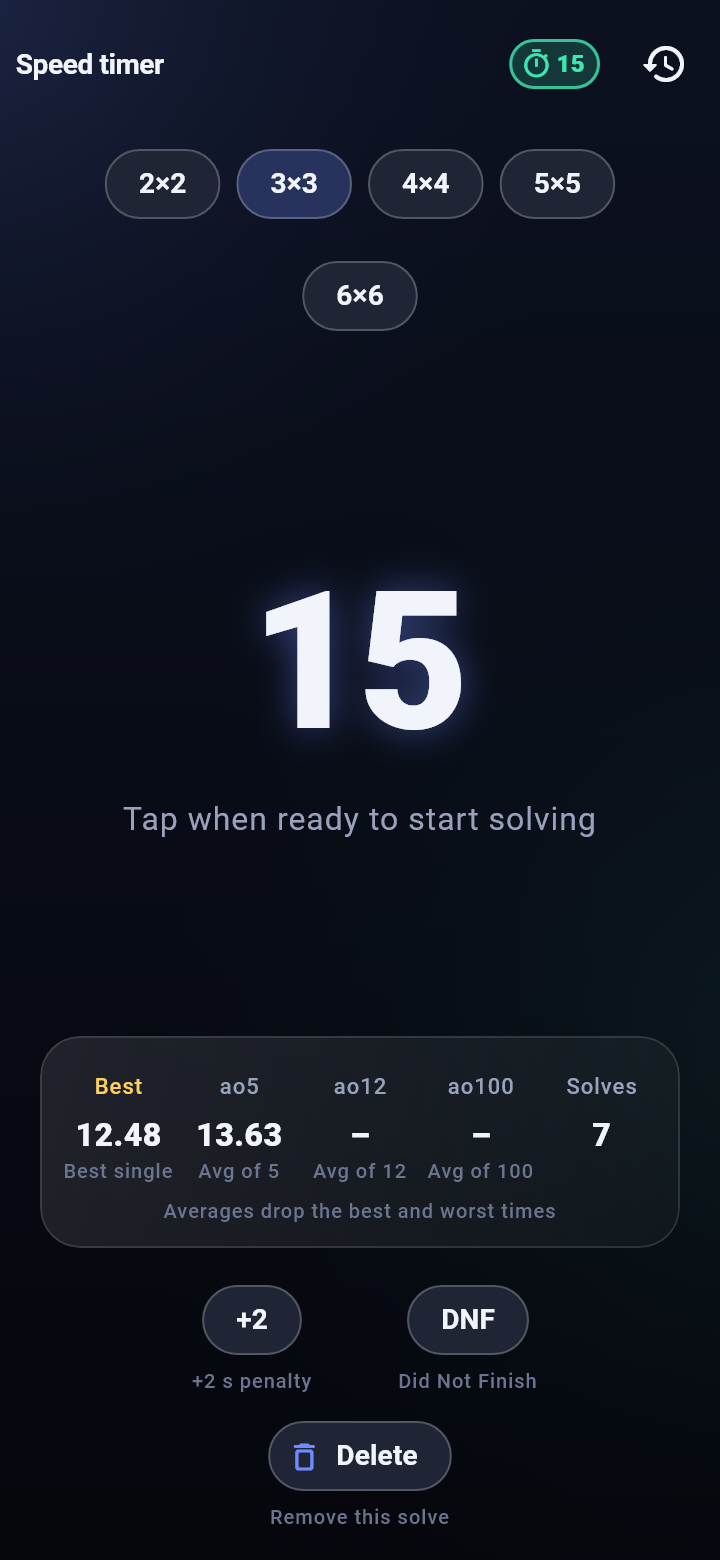 Speed timer
15
2×2 3×3 4×4 5×5
6×6
15
Tap when ready to start solving
Best ao5 ao12 ao100 Solves
12.48 13.63 – – 7
Best single Avg of 5 Avg of 12 Avg of 100
Averages drop the best and worst times
+2 DNF
+2 s penalty Did Not Finish
Delete
Remove this solve